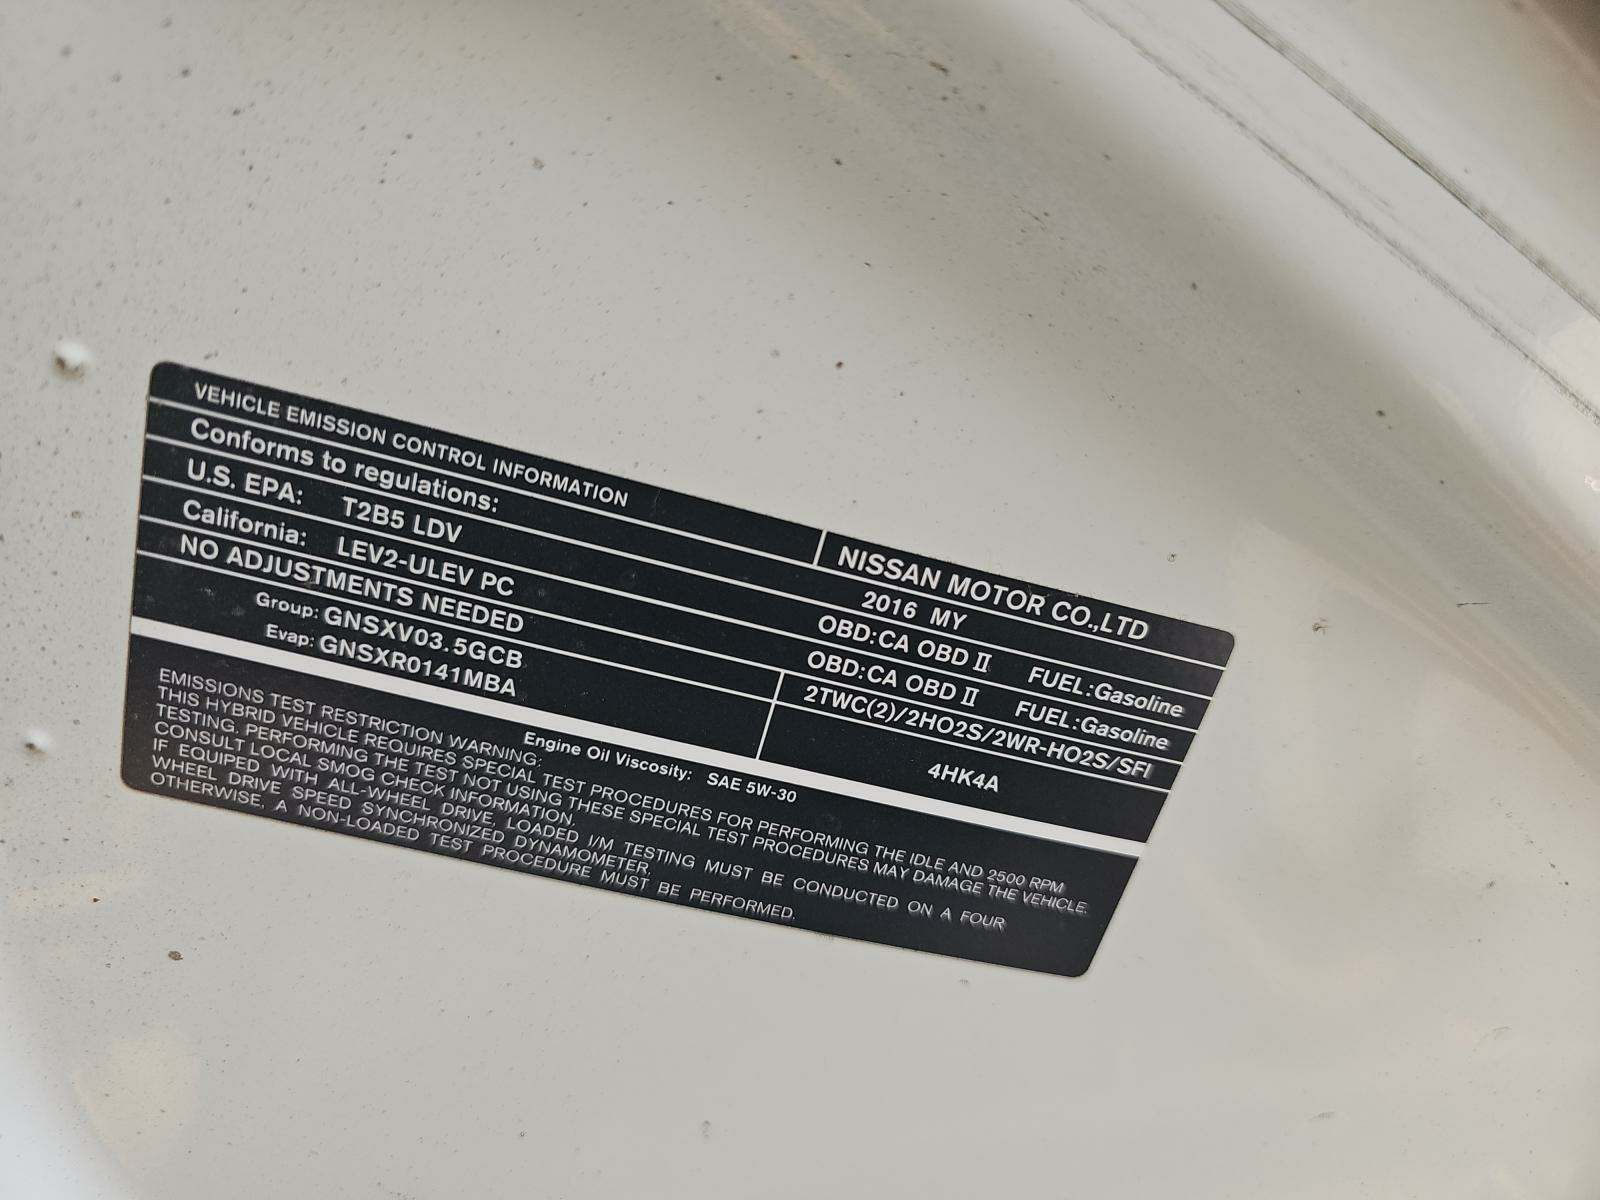 VEHICLE EMISSION CONTROL INFORMATION
NISSAN MOTOR CO.,LTD
Conforms to regulations:
2016 MY
U.S. EPA: T2B5 LDV
OBD:CA OBD II FUEL:Gasoline
California: LEV2-ULEV PC
OBD:CA OBD II FUEL:Gasoline
NO ADJUSTMENTS NEEDED
2TWC(2)/2HO2S/2WR-HO2S/SFI
Group: GNSXV03.5GCB
4HK4A
Evap: GNSXR0141MBA
Engine Oil Viscosity: SAE 5W-30
EMISSIONS TEST RESTRICTION WARNING:
THIS HYBRID VEHICLE REQUIRES SPECIAL TEST PROCEDURES FOR PERFORMING THE IDLE AND 2500 RPM
TESTING. PERFORMING THE TEST NOT USING THESE SPECIAL TEST PROCEDURES MAY DAMAGE THE VEHICLE.
CONSULT LOCAL SMOG CHECK INFORMATION.
IF EQUIPPED WITH ALL-WHEEL DRIVE, LOADED I/M TESTING MUST BE CONDUCTED ON A FOUR
WHEEL DRIVE SPEED SYNCHRONIZED DYNAMOMETER.
OTHERWISE, A NON-LOADED TEST PROCEDURE MUST BE PERFORMED.